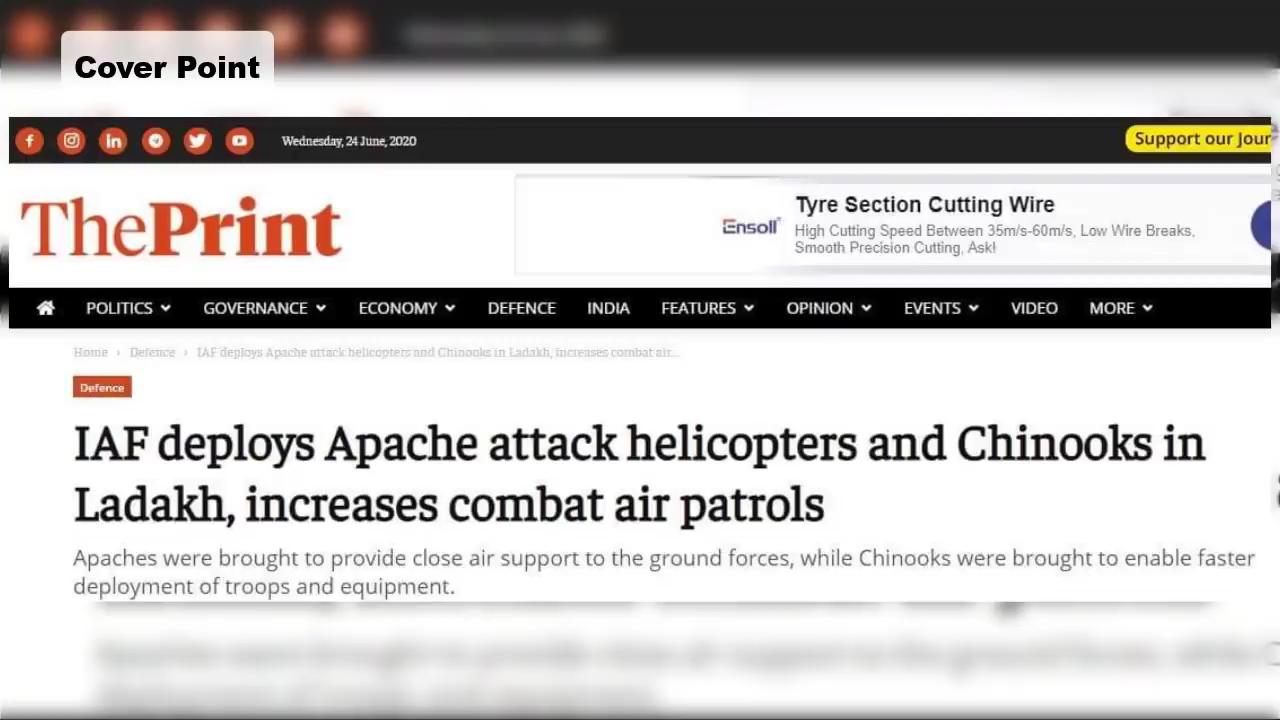 Cover Point
Wednesday, 24 June, 2020
Support our Jour
ThePrint
Ensoll
Tyre Section Cutting Wire
High Cutting Speed Between 35m/s-60m/s, Low Wire Breaks,
Smooth Precision Cutting, Ask!
POLITICS GOVERNANCE ECONOMY DEFENCE INDIA FEATURES OPINION EVENTS VIDEO MORE
Home › Defence › IAF deploys Apache attack helicopters and Chinooks in Ladakh, increases combat air...
Defence
IAF deploys Apache attack helicopters and Chinooks in
Ladakh, increases combat air patrols
Apaches were brought to provide close air support to the ground forces, while Chinooks were brought to enable faster
deployment of troops and equipment.